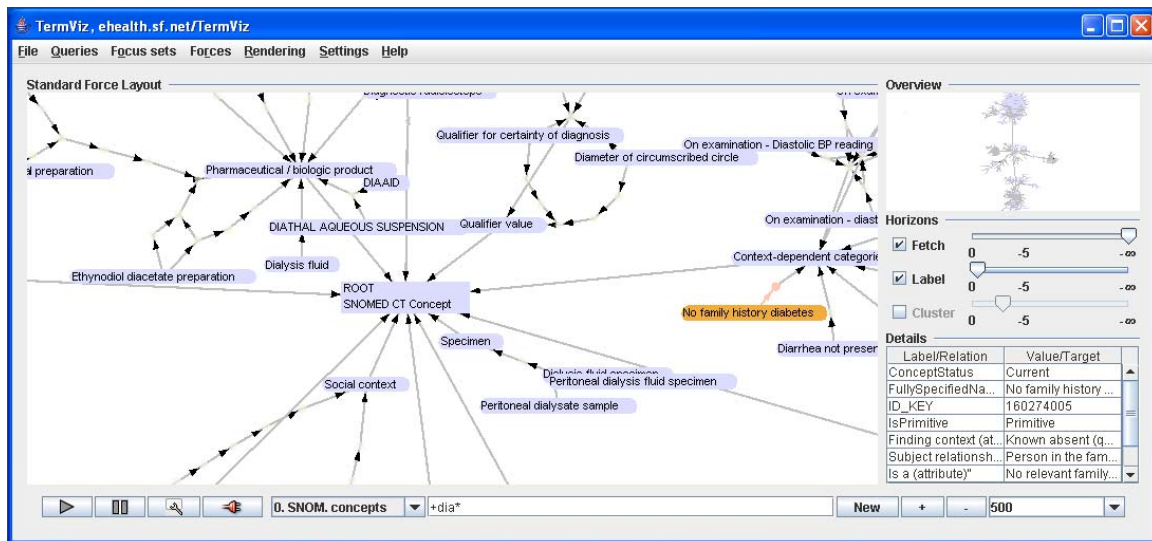 TermViz, ehealth.sf.net/TermViz
File Queries Focus sets Forces Rendering Settings Help
Standard Force Layout
Overview
Qualifier for certainty of diagnosis
On examination - Diastolic BP reading
Diameter of circumscribed circle
al preparation
Pharmaceutical / biologic product
DIAAID
DIATHAL AQUEOUS SUSPENSION
Qualifier value
On examination - diast
Dialysis fluid
Ethynodiol diacetate preparation
Context-dependent categorie
ROOT
SNOMED CT Concept
No family history diabetes
Specimen
Diarrhea not presen
Peritoneal dialysis fluid specimen
Social context
Peritoneal dialysate sample
Horizons
Fetch
0 -5 -∞
Label
0 -5 -∞
Cluster
0 -5 -∞
Details
Label/Relation Value/Target
ConceptStatus Current
FullySpecifiedNa... No family history ...
ID_KEY 160274005
IsPrimitive Primitive
Finding context (at... Known absent (q...
Subject relationsh... Person in the fam...
Is a (attribute)" No relevant family...
0. SNOM. concepts +dia* New + - 500